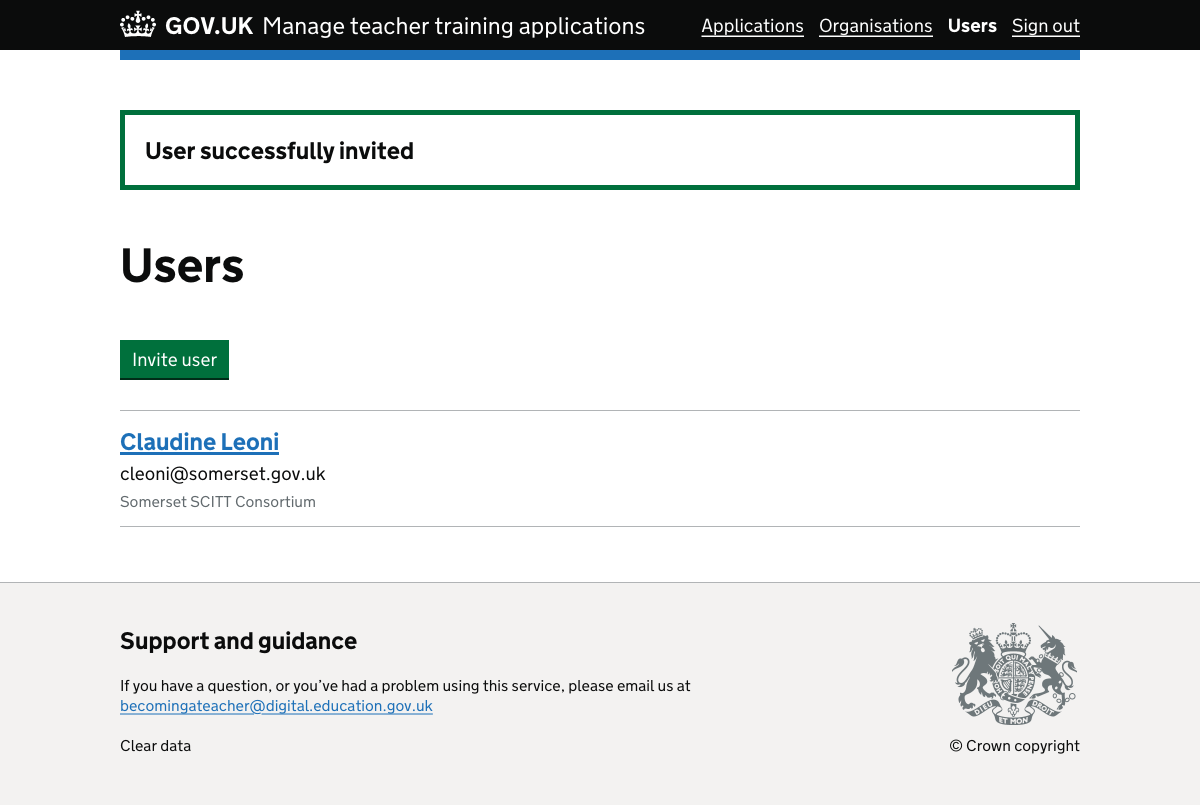 GOV.UK Manage teacher training applications Applications Organisations Users Sign out
User successfully invited
Users
Invite user
Claudine Leoni
cleoni@somerset.gov.uk
Somerset SCITT Consortium
Support and guidance
If you have a question, or you’ve had a problem using this service, please email us at
becomingateacher@digital.education.gov.uk
Clear data
DIEU ET MON DROIT
© Crown copyright